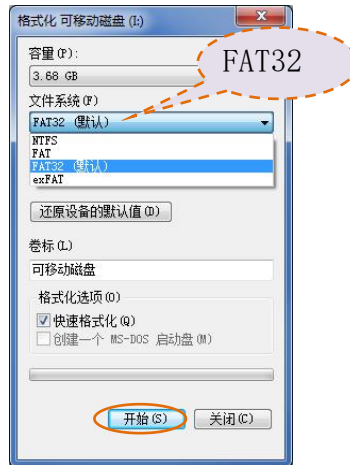 格式化 可移动磁盘 (I:)
容量(P):
3.68 GB
FAT32
文件系统(F)
FAT32 (默认)
NTFS
FAT
FAT32 (默认)
exFAT
还原设备的默认值(D)
卷标(L)
可移动磁盘
格式化选项(O)
快速格式化(Q)
创建一个 MS-DOS 启动盘(M)
开始(S)
关闭(C)